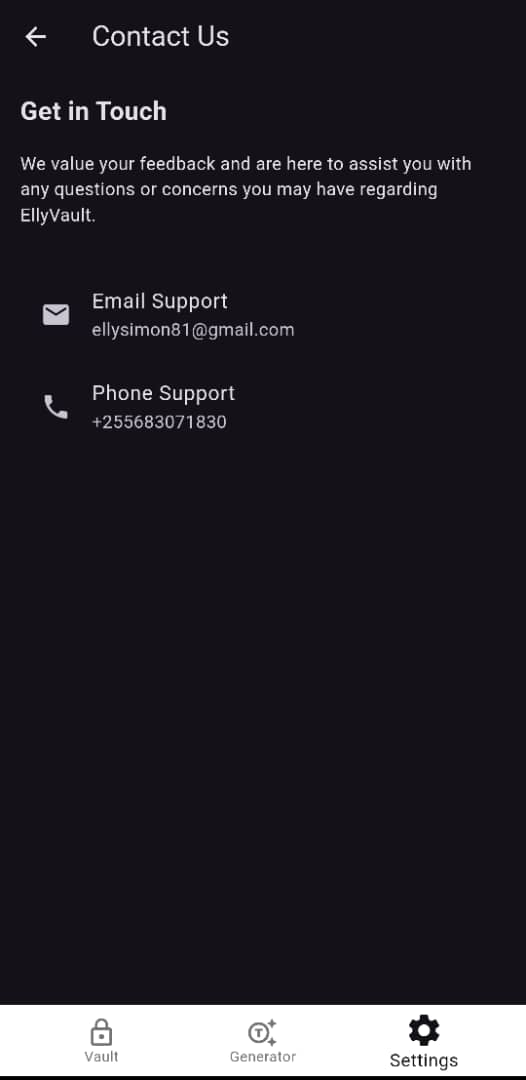 Contact Us
Get in Touch
We value your feedback and are here to assist you with
any questions or concerns you may have regarding
EllyVault.
Email Support
ellysimon81@gmail.com
Phone Support
+255683071830
Vault
Generator
Settings